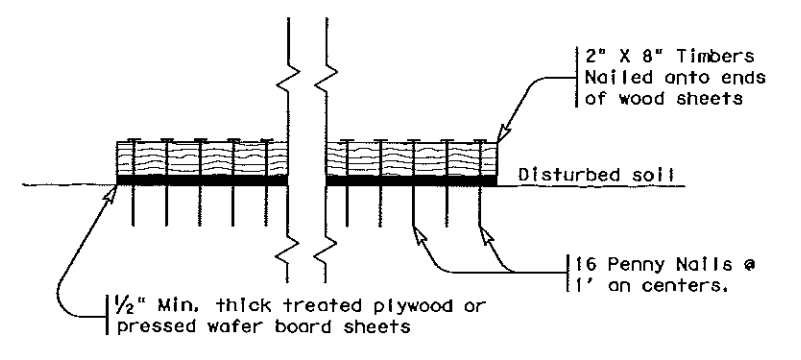 2" X 8" Timbers
Nailed onto ends
of wood sheets
Disturbed soil
16 Penny Nails @
1' an centers.
½" Min. thick treated plywood or
pressed wafer board sheets